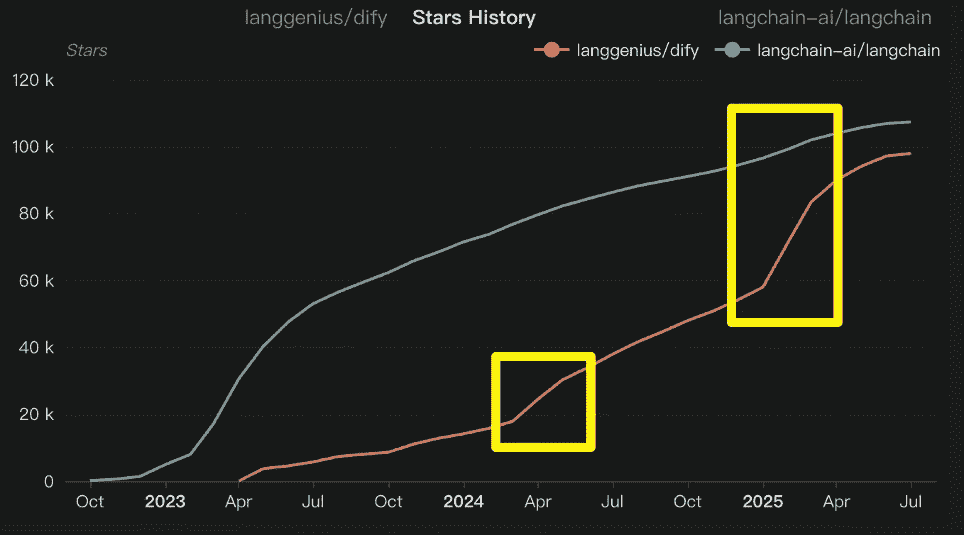 langgenius/dify Stars History langchain-ai/langchain
Stars
langgenius/dify langchain-ai/langchain
120 k
100 k
80 k
60 k
40 k
20 k
0
Oct 2023 Apr Jul Oct 2024 Apr Jul Oct 2025 Apr Jul